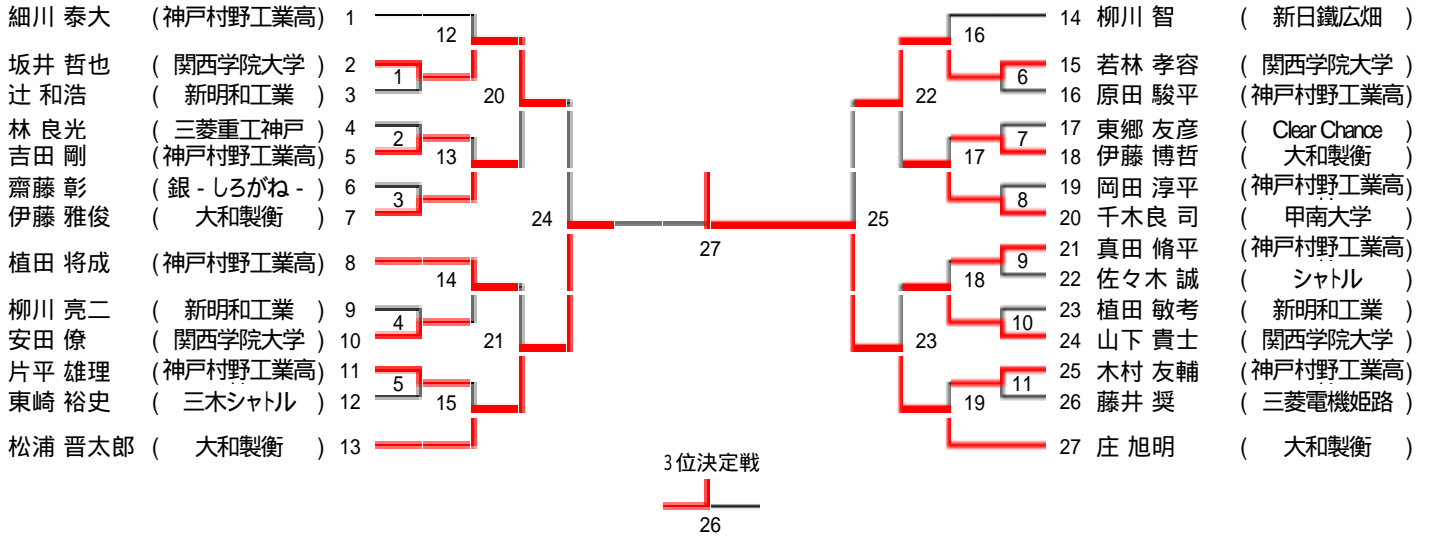 細川 泰大 (神戸村野工業高) 1
坂井 哲也 ( 関西学院大学 ) 2
辻 和浩 ( 新明和工業 ) 3
林 良光 ( 三菱重工神戸 ) 4
吉田 剛 (神戸村野工業高) 5
齋藤 彰 ( 銀 - しろがね - ) 6
伊藤 雅俊 ( 大和製衡 ) 7
植田 将成 (神戸村野工業高) 8
柳川 亮二 ( 新明和工業 ) 9
安田 僚 ( 関西学院大学 ) 10
片平 雄理 (神戸村野工業高) 11
東崎 裕史 ( 三木シャトル ) 12
松浦 晋太郎 ( 大和製衡 ) 13
12
1
20
2
13
3
24
14
4
21
5
15
27
3位決定戦
26
16
6
22
7
17
8
25
9
18
10
23
11
19
14 柳川 智 ( 新日鐵広畑 )
15 若林 孝容 ( 関西学院大学 )
16 原田 駿平 (神戸村野工業高)
17 東郷 友彦 ( Clear Chance )
18 伊藤 博哲 ( 大和製衡 )
19 岡田 淳平 (神戸村野工業高)
20 千木良 司 ( 甲南大学 )
21 真田 脩平 (神戸村野工業高)
22 佐々木 誠 ( シャトル )
23 植田 敏考 ( 新明和工業 )
24 山下 貴士 ( 関西学院大学 )
25 木村 友輔 (神戸村野工業高)
26 藤井 奨 ( 三菱電機姫路 )
27 庄 旭明 ( 大和製衡 )